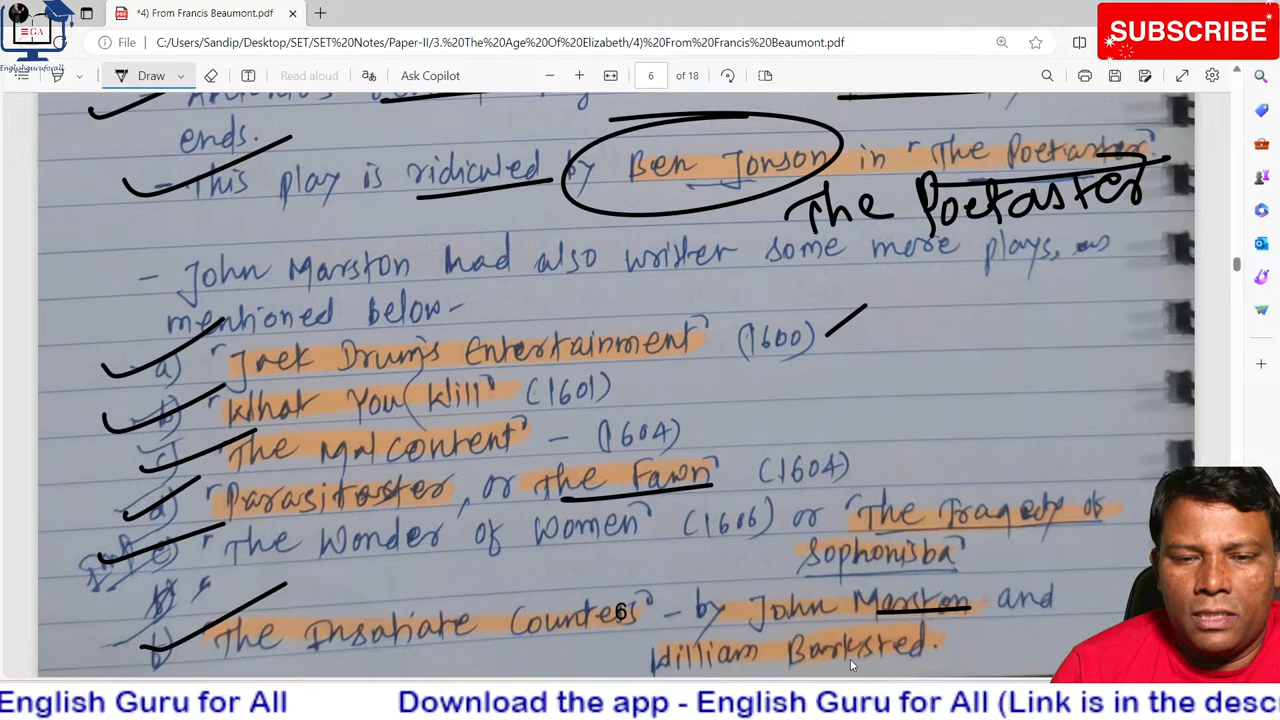 *4) From Francis Beaumont.pdf
SUBSCRIBE
EGA
Englishguruforall
File C:/Users/Sandip/Desktop/SET/SET%20Notes/Paper-II/3.%20The%20Age%20Of%20Elizabeth/4)%20From%20Francis%20Beaumont.pdf
Draw Read aloud Ask Copilot 6 of 18
ends.
- This play is ridiculed by Ben Jonson in "The Poetaster".
The Poetaster
- John Marston had also writter some more plays, as
mentioned below-
a) "Jack Drum's Entertainment" (1600)
b) "What You Will" (1601)
c) "The Malcontent" - (1604)
d) "Parasitaster, or the Fawn" (1604)
e) "The Wonder of Women" (1606) or "The Tragedy of
Sophonisba"
f) "The Insatiate Countess" - by John Marston and
6
William Barksted.
English Guru for All Download the app - English Guru for All (Link is in the descr